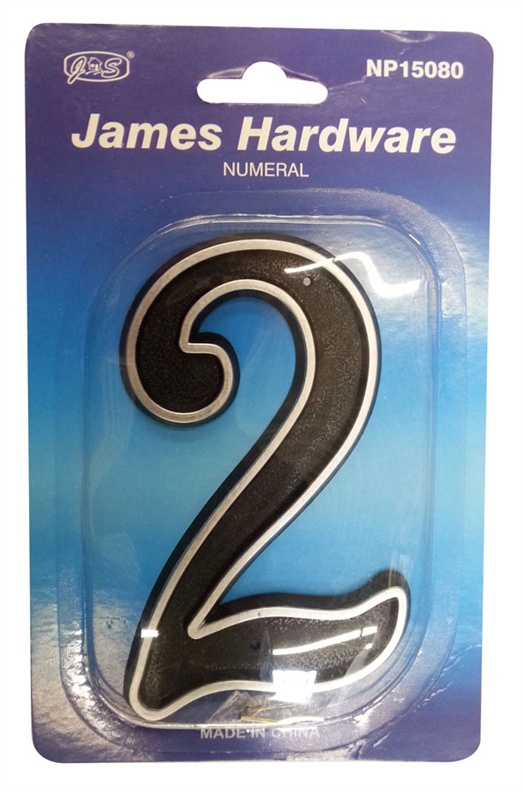 J S
NP15080
James Hardware
NUMERAL
2
MADE IN CHINA